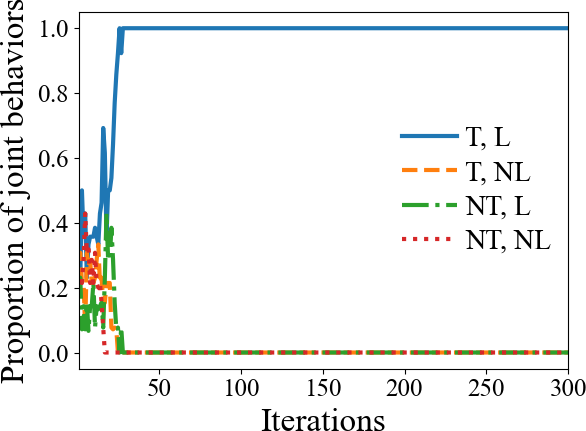 Proportion of joint behaviors
1.0
0.8
0.6
0.4
0.2
0.0
T, L
T, NL
NT, L
NT, NL
50
100
150
200
250
300
Iterations